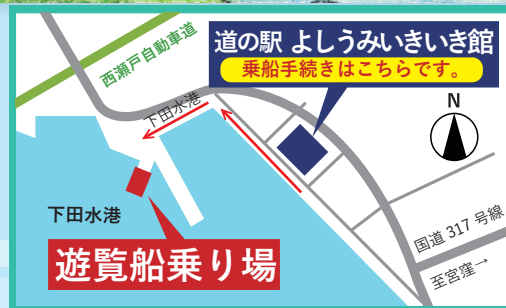 西瀬戸自動車道
道の駅 よしうみいきいき館
乗船手続きはこちらです。
下田水港
N
下田水港
遊覧船乗り場
国道 317 号線
至宮窪→